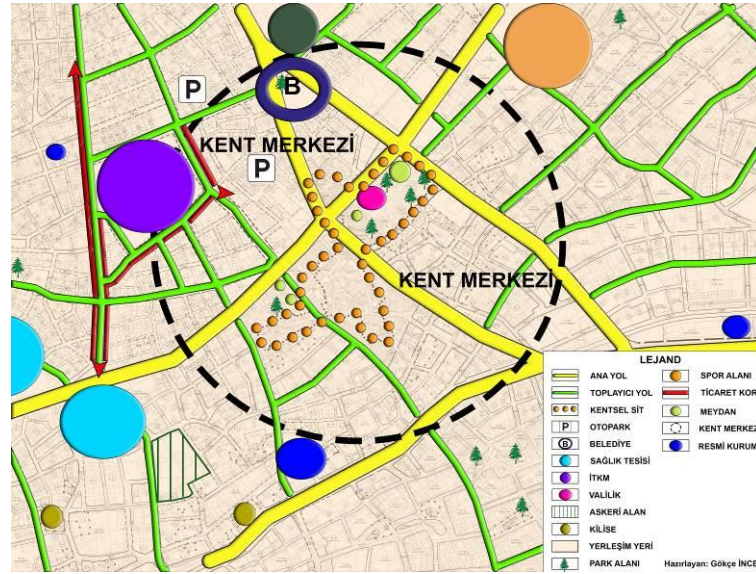 B
P
KENT MERKEZİ
P
KENT MERKEZİ
LEJAND
ANA YOL
TOPLAYICI YOL
KENTSEL SİT
P OTOPARK
B BELEDİYE
SAĞLIK TESİSİ
İTKM
VALİLİK
ASKERİ ALAN
KİLİSE
YERLEŞİM YERİ
PARK ALANI
SPOR ALANI
TİCARET KOR
MEYDAN
KENT MERKEZ
RESMİ KURUM
Hazırlayan: Gökçe İNCE